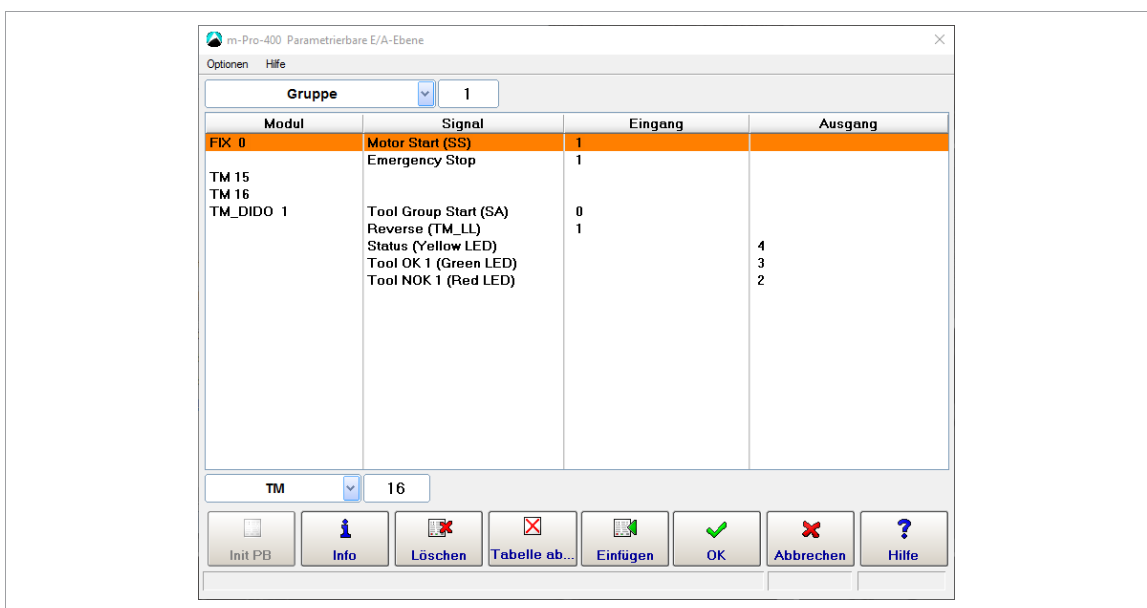 m-Pro-400 Parametrierbare E/A-Ebene
Optionen Hilfe
Gruppe 1
Modul Signal Eingang Ausgang
FIX 0 Motor Start (SS) 1
Emergency Stop 1
TM 15
TM 16
TM_DIDO 1 Tool Group Start (SA) 0
Reverse (TM_LL) 1
Status (Yellow LED) 4
Tool OK 1 (Green LED) 3
Tool NOK 1 (Red LED) 2
TM 16
Init PB Info Löschen Tabelle ab... Einfügen OK Abbrechen Hilfe